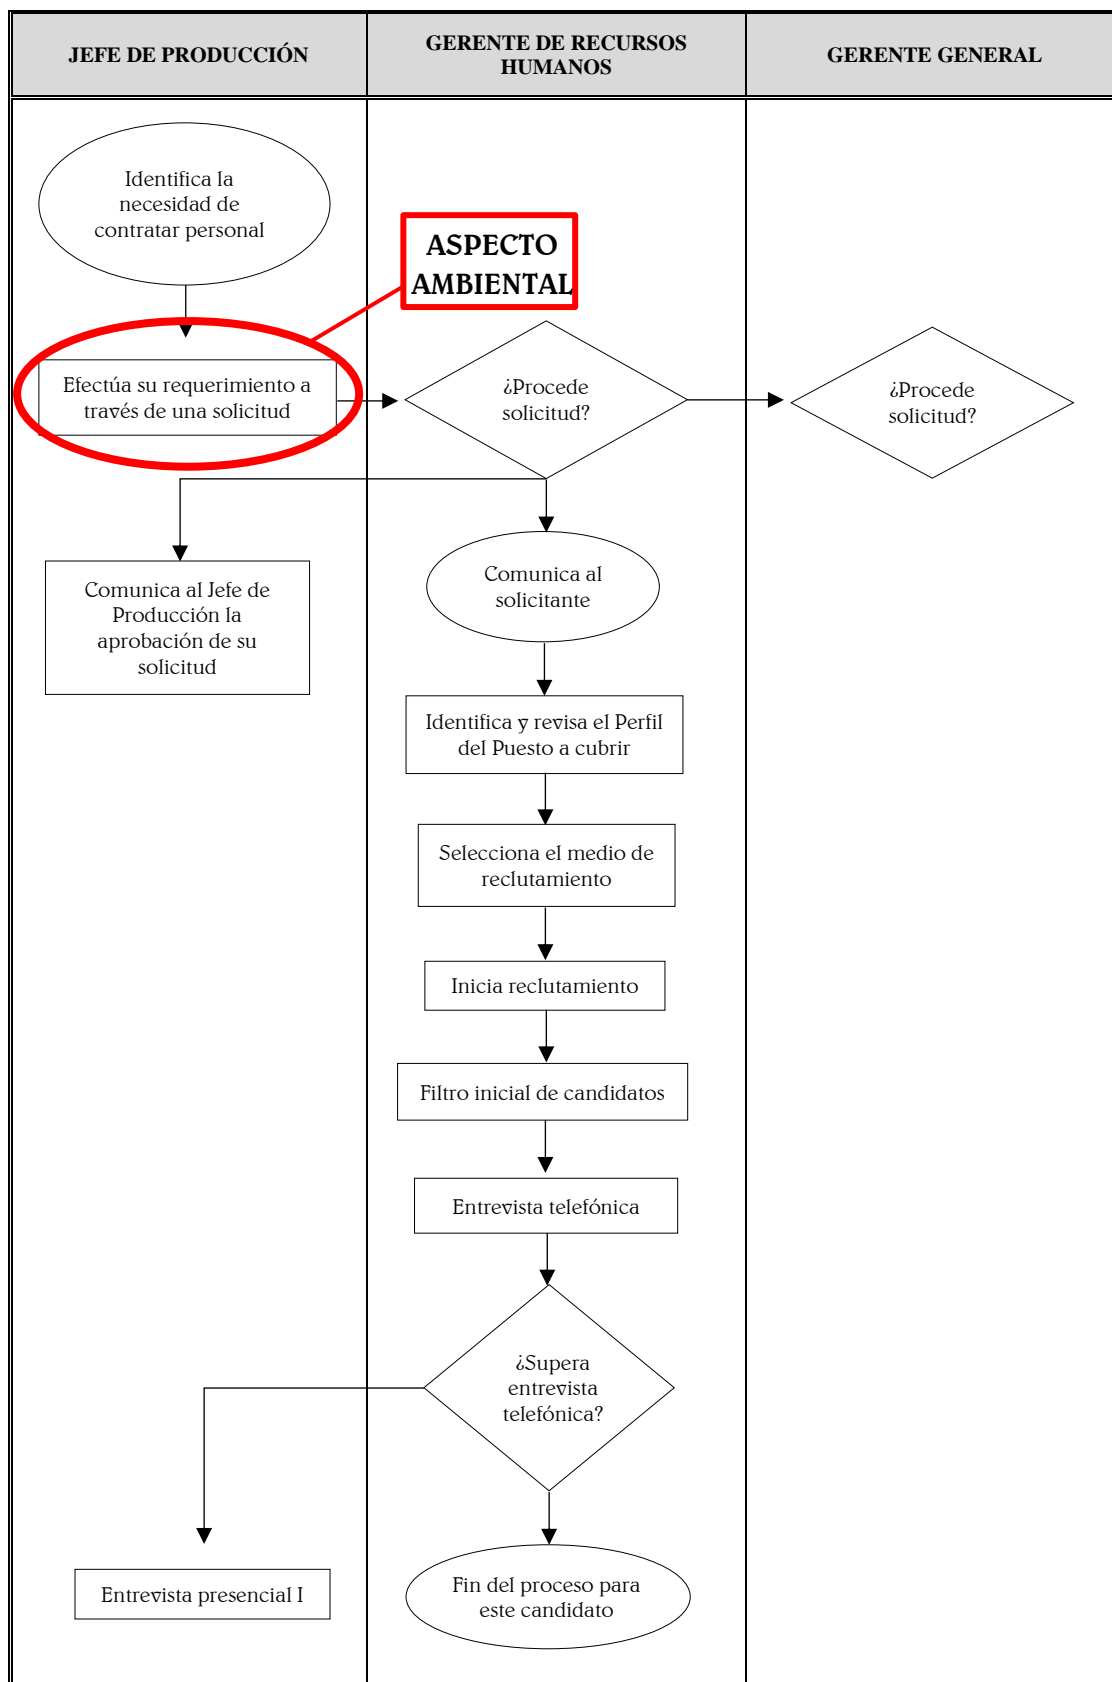 JEFE DE PRODUCCIÓN
GERENTE DE RECURSOS
HUMANOS
GERENTE GENERAL
Identifica la
necesidad de
contratar personal
ASPECTO
AMBIENTAL
Efectúa su requerimiento a
través de una solicitud
¿Procede
solicitud?
¿Procede
solicitud?
Comunica al Jefe de
Producción la
aprobación de su
solicitud
Comunica al
solicitante
Identifica y revisa el Perfil
del Puesto a cubrir
Selecciona el medio de
reclutamiento
Inicia reclutamiento
Filtro inicial de candidatos
Entrevista telefónica
¿Supera
entrevista
telefónica?
Entrevista presencial I
Fin del proceso para
este candidato